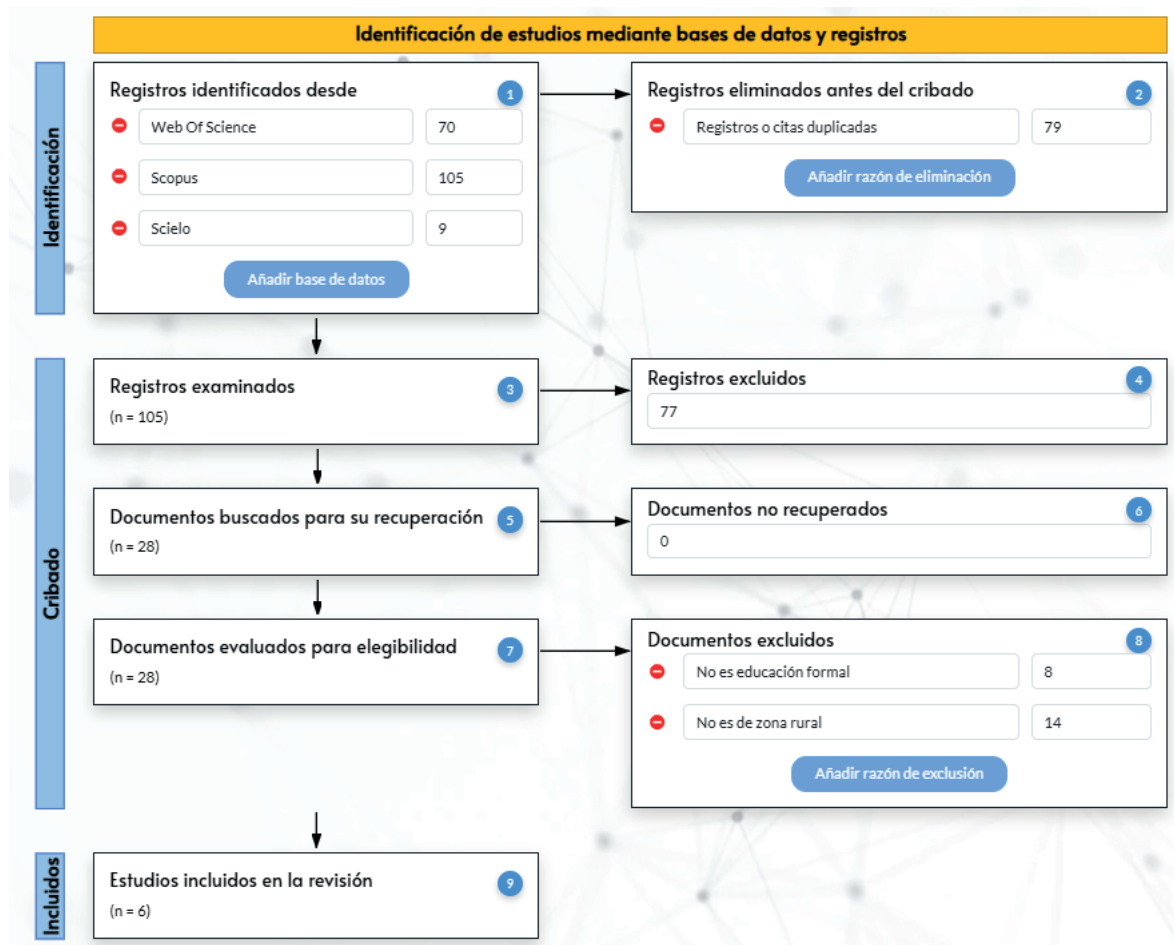 Identificación de estudios mediante bases de datos y registros
Identificación
Registros identificados desde
1
Web Of Science
70
Scopus
105
Scielo
9
Añadir base de datos
Registros eliminados antes del cribado
2
Registros o citas duplicadas
79
Añadir razón de eliminación
Cribado
Registros examinados
3
(n = 105)
Registros excluidos
4
77
Documentos buscados para su recuperación
5
(n = 28)
Documentos no recuperados
6
0
Documentos evaluados para elegibilidad
7
(n = 28)
Documentos excluidos
8
No es educación formal
8
No es de zona rural
14
Añadir razón de exclusión
Incluidos
Estudios incluidos en la revisión
9
(n = 6)